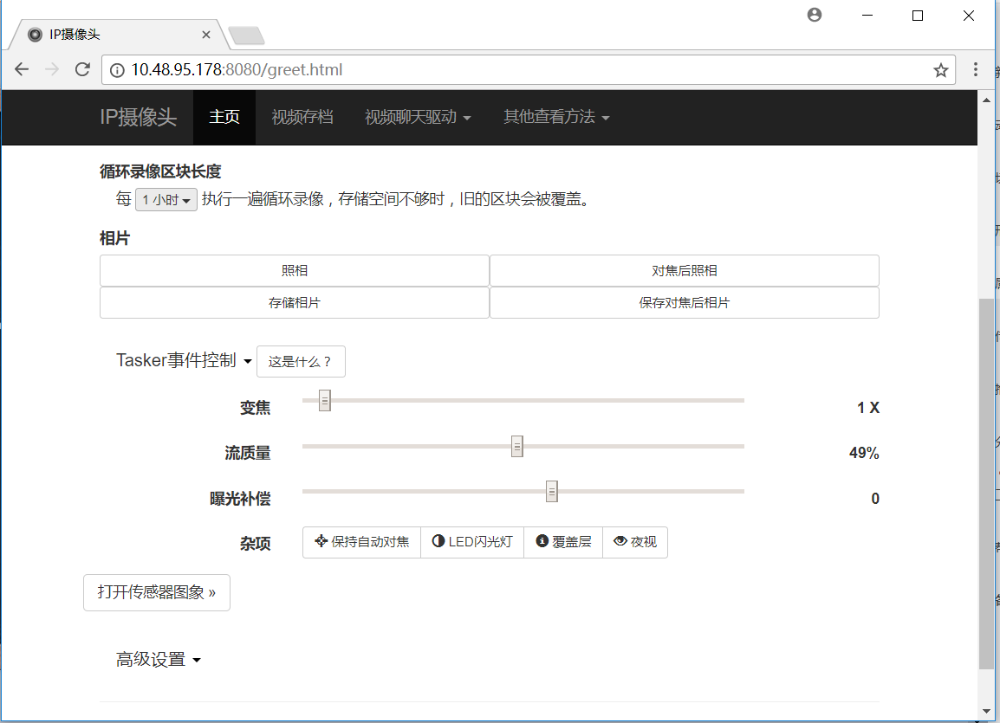 IP摄像头
10.48.95.178:8080/greet.html
IP摄像头 主页 视频存档 视频聊天驱动 其他查看方法
循环录像区块长度
每 1 小时 执行一遍循环录像，存储空间不够时，旧的区块会被覆盖。
相片
照相 对焦后照相
存储相片 保存对焦后相片
Tasker事件控制 这是什么？
变焦 1 X
流质量 49%
曝光补偿 0
杂项 保持自动对焦 LED闪光灯 覆盖层 夜视
打开传感器图象 »
高级设置